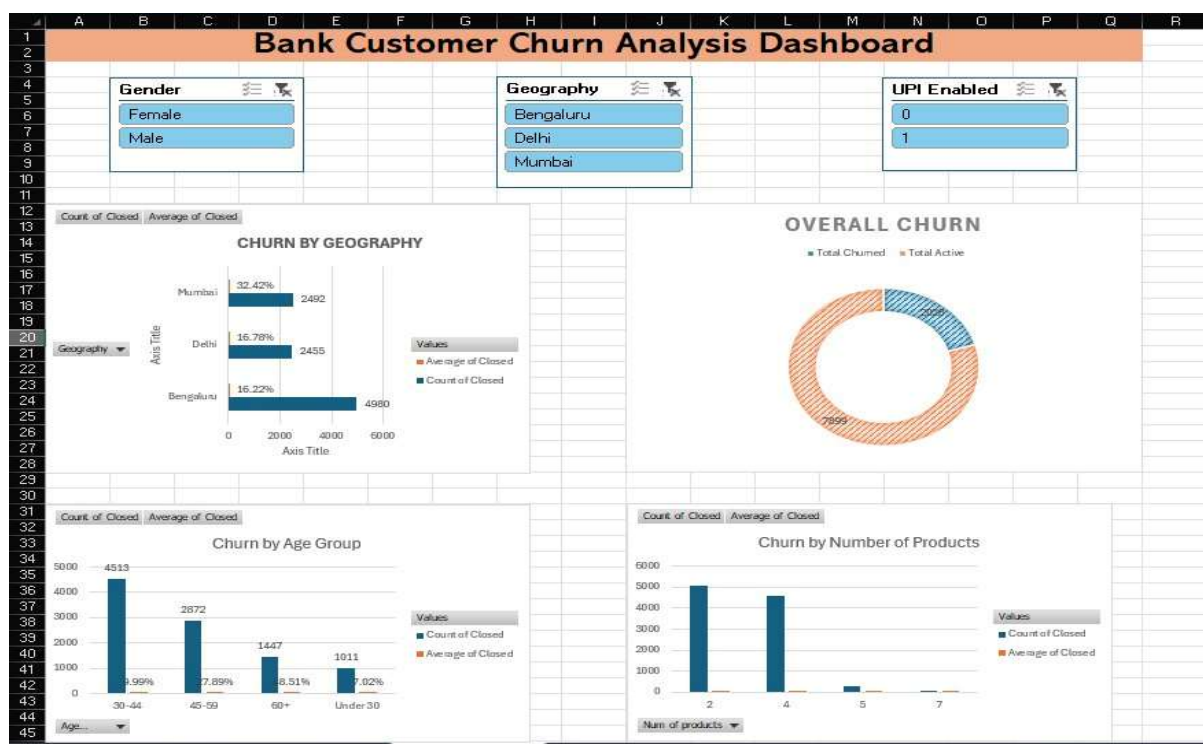 A B C D E F G H I J K L M N O P Q R
Bank Customer Churn Analysis Dashboard
Gender
Female
Male
Geography
Bengaluru
Delhi
Mumbai
UPI Enabled
0
1
Count of Closed Average of Closed
CHURN BY GEOGRAPHY
Mumbai 32.42% 2492
Delhi 16.78% 2455
Bengaluru 16.22% 4980
0 2000 4000 6000
Axis Title
Axis Title
Geography
Values
Average of Closed
Count of Closed
OVERALL CHURN
Total Churned Total Active
7899
Count of Closed Average of Closed
Churn by Age Group
5000
4000
3000
2000
1000
0
4513
2872
1447
1011
9.99%
27.89%
7.02%
30-44 45-59 60+ Under 30
Values
Count of Closed
Average of Closed
Age...
Count of Closed Average of Closed
Churn by Number of Products
6000
5000
4000
3000
2000
1000
0
2 4 5 7
Values
Count of Closed
Average of Closed
Num of products
1
2
3
4
5
6
7
8
9
10
11
12
13
14
15
16
17
18
19
20
21
22
23
24
25
26
27
28
29
30
31
32
33
34
35
36
37
38
39
40
41
42
43
44
45